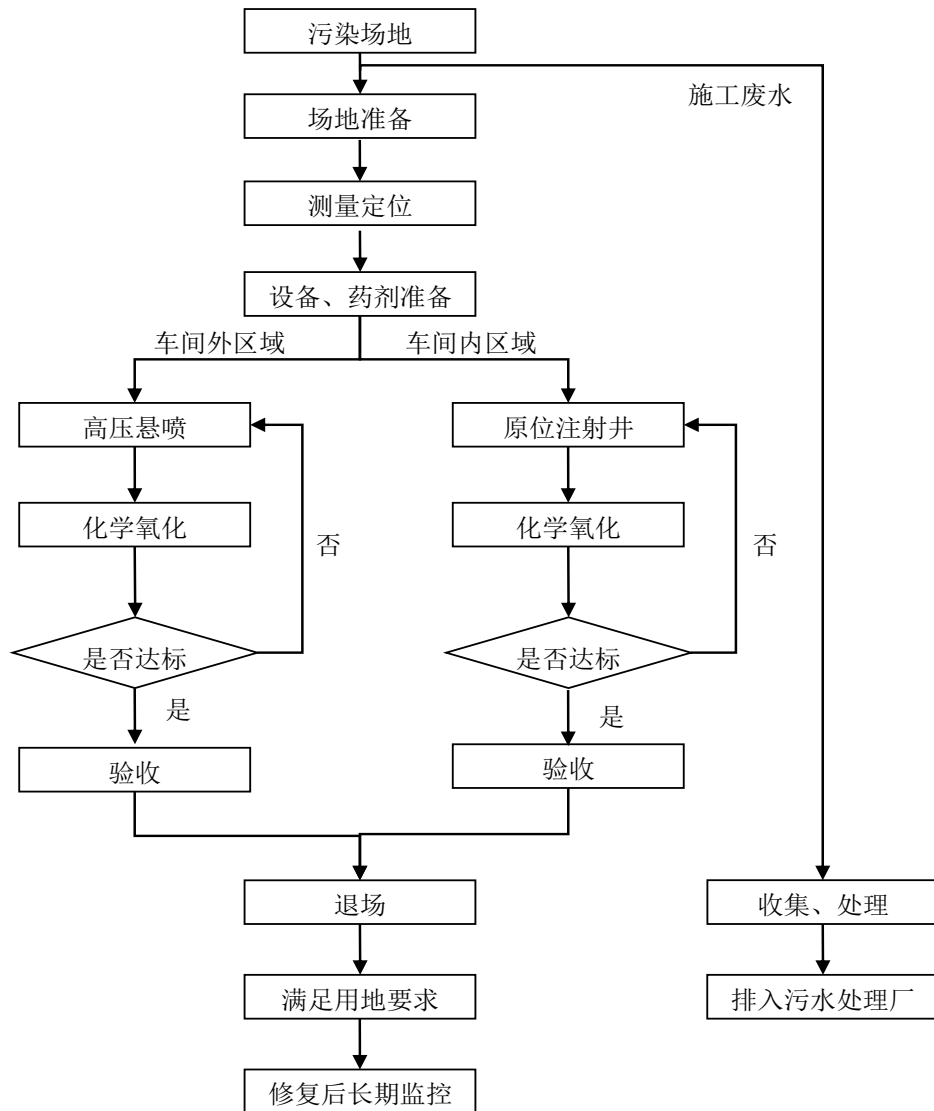 污染场地
施工废水
场地准备
测量定位
设备、药剂准备
车间外区域
车间内区域
高压悬喷
原位注射井
化学氧化
否
化学氧化
否
是否达标
是否达标
是
是
验收
验收
退场
收集、处理
满足用地要求
排入污水处理厂
修复后长期监控